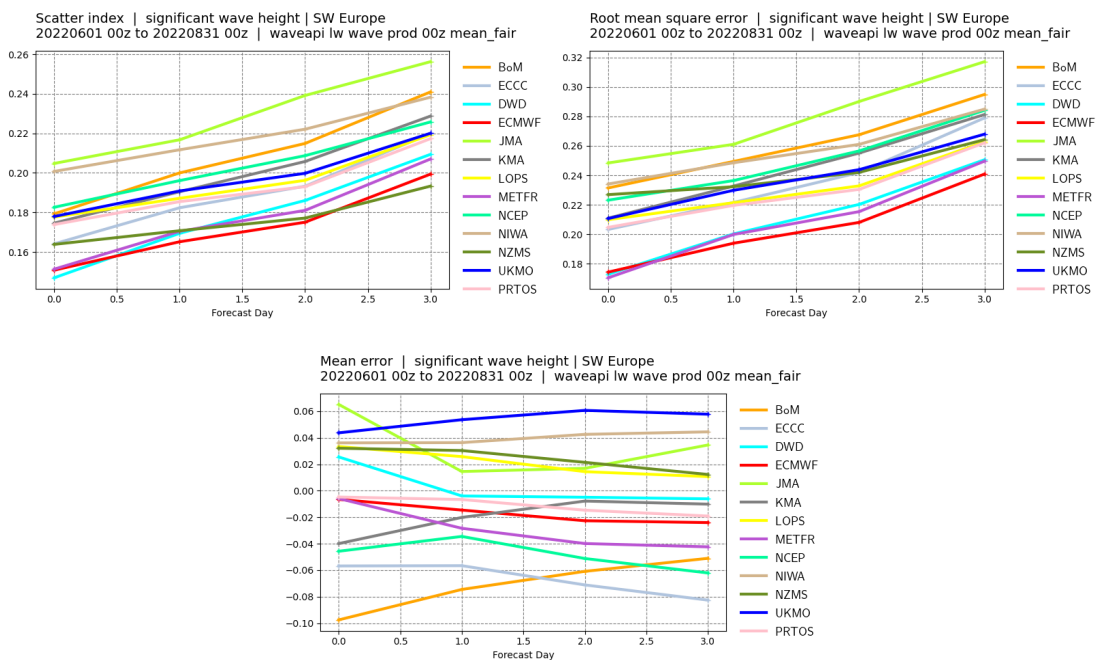 Scatter index | significant wave height | SW Europe
20220601 00z to 20220831 00z | waveapi lw wave prod 00z mean_fair
0.26
0.24
0.22
0.20
0.18
0.16
0.0 0.5 1.0 1.5 2.0 2.5 3.0
Forecast Day
BoM
ECCC
DWD
ECMWF
JMA
KMA
LOPS
METFR
NCEP
NIWA
NZMS
UKMO
PRTOS
Root mean square error | significant wave height | SW Europe
20220601 00z to 20220831 00z | waveapi lw wave prod 00z mean_fair
0.32
0.30
0.28
0.26
0.24
0.22
0.20
0.18
0.0 0.5 1.0 1.5 2.0 2.5 3.0
Forecast Day
BoM
ECCC
DWD
ECMWF
JMA
KMA
LOPS
METFR
NCEP
NIWA
NZMS
UKMO
PRTOS
Mean error | significant wave height | SW Europe
20220601 00z to 20220831 00z | waveapi lw wave prod 00z mean_fair
0.06
0.04
0.02
0.00
−0.02
−0.04
−0.06
−0.08
−0.10
0.0 0.5 1.0 1.5 2.0 2.5 3.0
Forecast Day
BoM
ECCC
DWD
ECMWF
JMA
KMA
LOPS
METFR
NCEP
NIWA
NZMS
UKMO
PRTOS